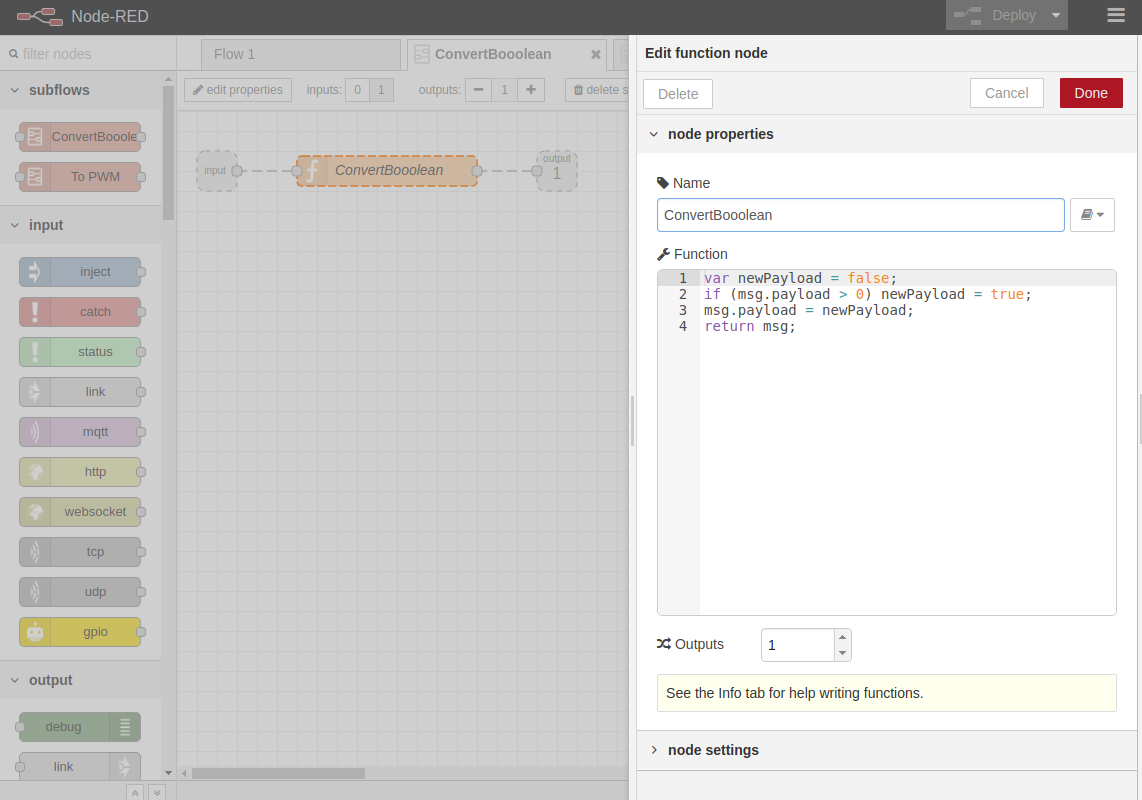 Node-RED
Deploy
filter nodes
Flow 1
ConvertBooolean
edit properties
inputs: 0 1
outputs: 1
delete s
subflows
ConvertBooole
To PWM
input
inject
catch
status
link
mqtt
http
websocket
tcp
udp
gpio
output
debug
link
input
ConvertBooolean
output
1
Edit function node
Delete
Cancel
Done
node properties
Name
ConvertBooolean
Function
1 var newPayload = false;
2 if (msg.payload > 0) newPayload = true;
3 msg.payload = newPayload;
4 return msg;
Outputs
1
See the Info tab for help writing functions.
node settings